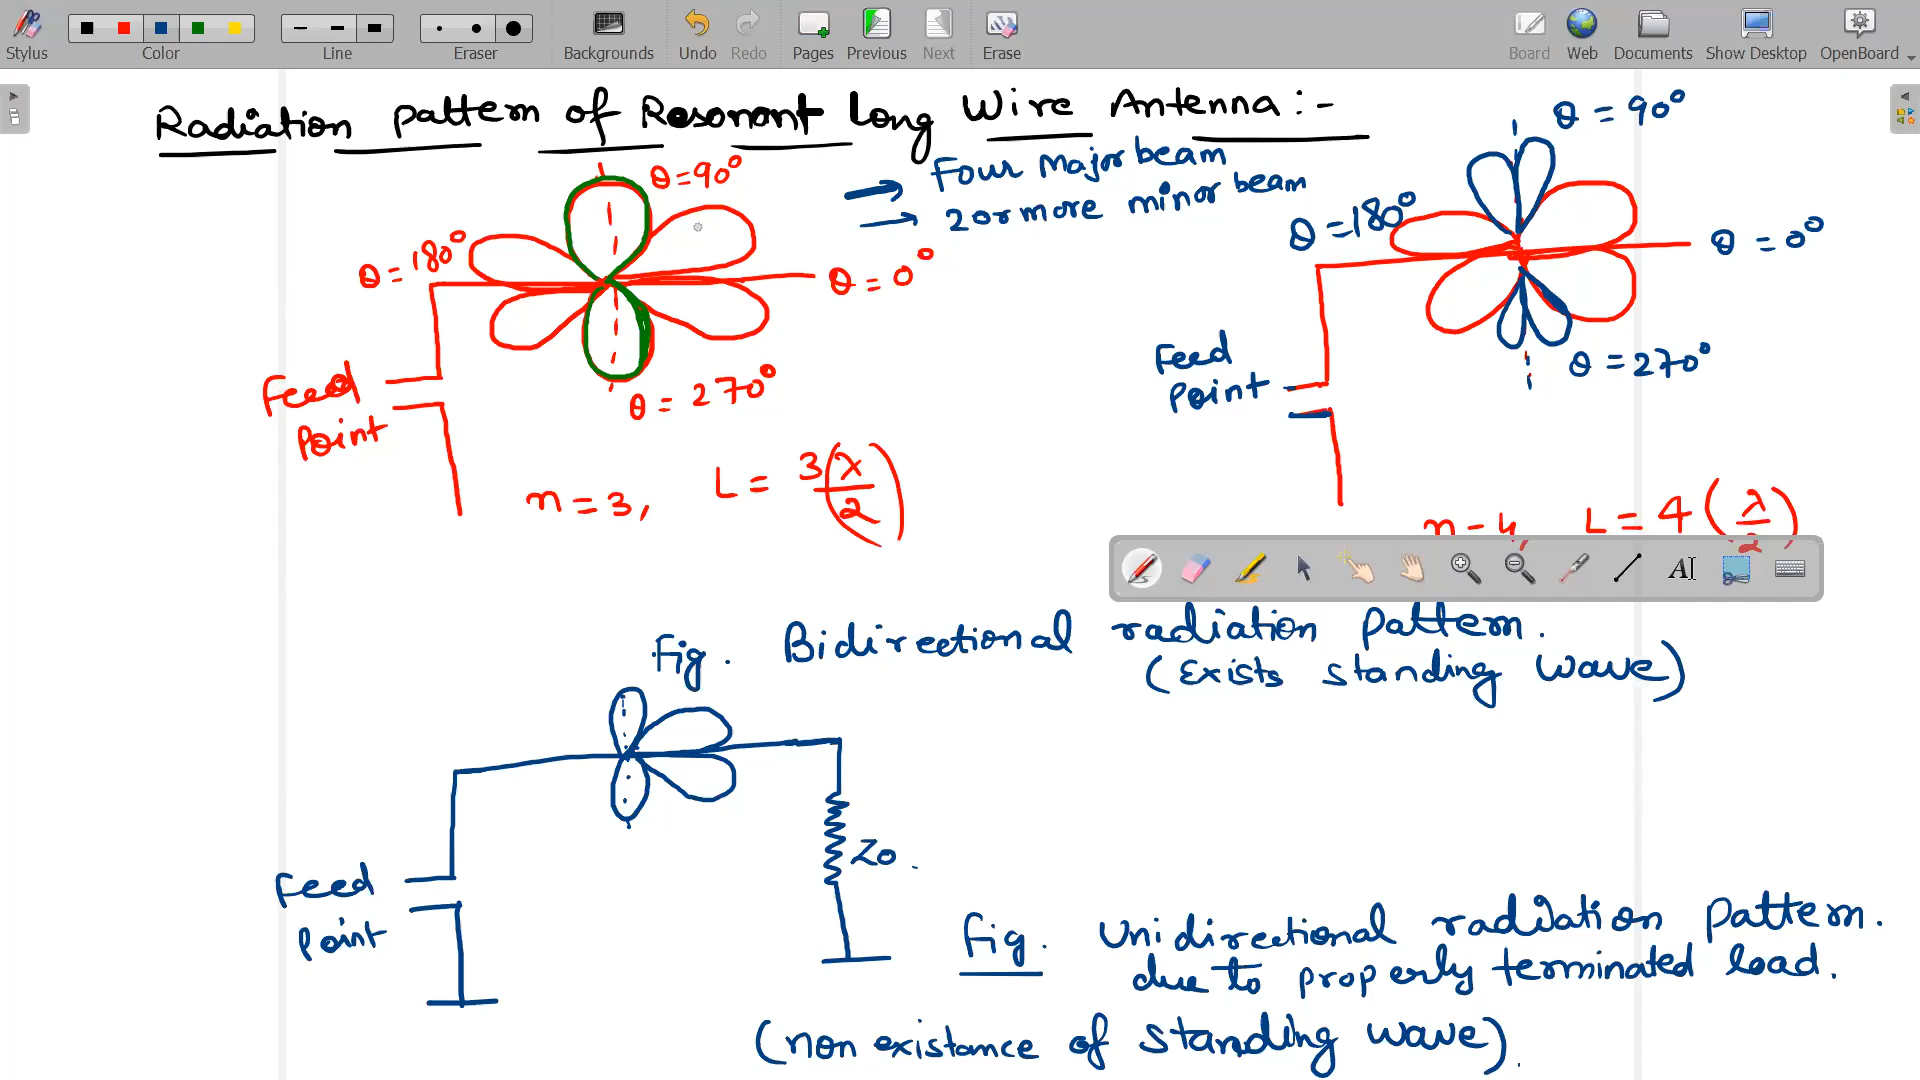 Stylus
Color
Line
Eraser
Backgrounds
Undo
Redo
Pages
Previous
Next
Erase
Board
Web
Documents
Show Desktop
OpenBoard
Radiation pattern of Resonant Long Wire Antenna:-
→ Four Major beam
→ 2 or more minor beam
θ = 90°
θ = 180°
θ = 0°
θ = 270°
Feed
Point
n = 3, L = 3(λ/2)
θ = 90°
θ = 180°
θ = 0°
θ = 270°
Feed
Point
n = 4, L = 4(λ/2)
Fig. Bidirectional radiation pattern.
(Exists standing wave)
Feed
Point
Z0.
Fig. Unidirectional radiation pattern.
due to properly terminated load.
(non existance of standing wave).